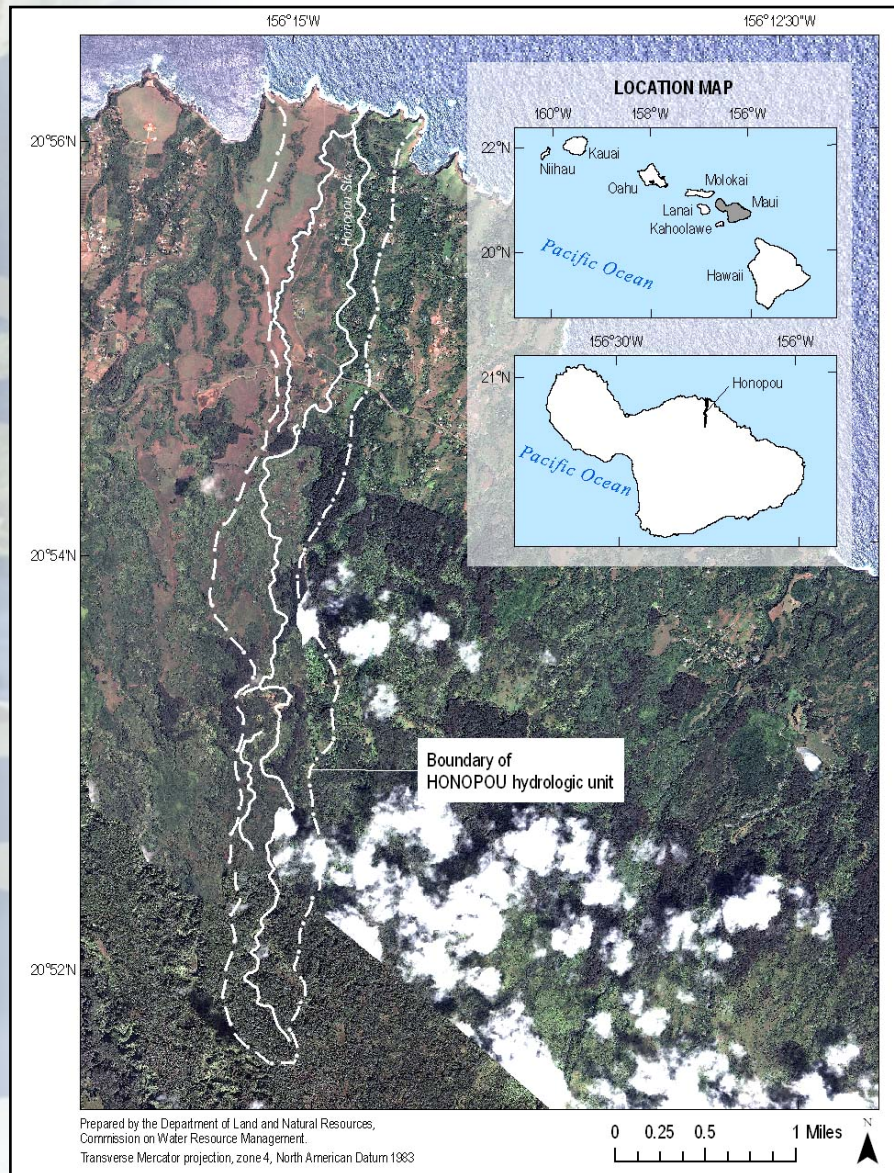 156°15'W
156°12'30"W
20°56'N
20°54'N
20°52'N
Honopou Str.
LOCATION MAP
160°W
158°W
156°W
22°N
20°N
Niihau
Kauai
Oahu
Molokai
Lanai
Maui
Kahoolawe
Hawaii
Pacific Ocean
156°30'W
156°W
21°N
Honopou
Pacific Ocean
Boundary of
HONOPOU hydrologic unit
Prepared by the Department of Land and Natural Resources,
Commission on Water Resource Management.
Transverse Mercator projection, zone 4, North American Datum 1983
0 0.25 0.5 1 Miles
N